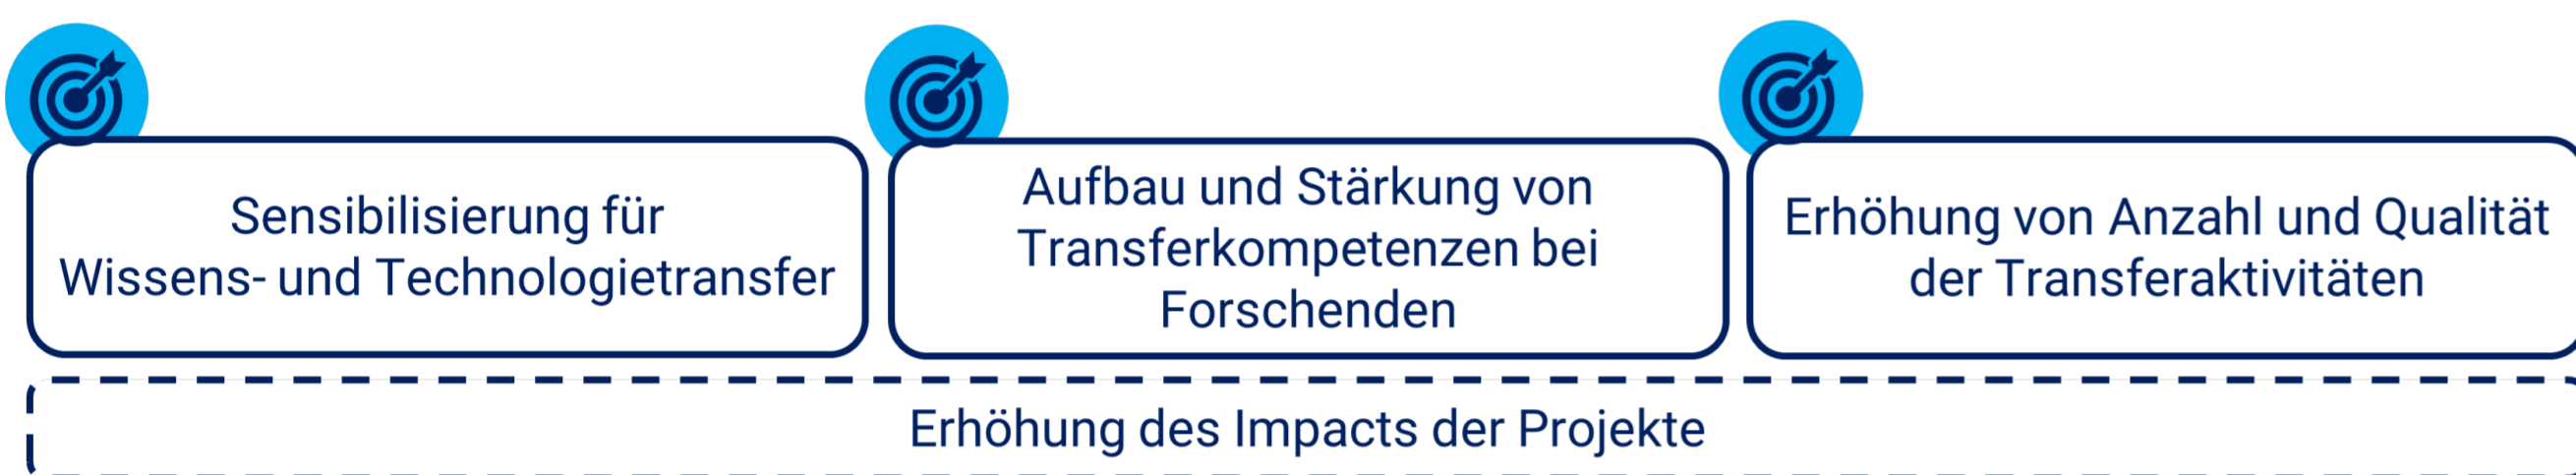 Sensibilisierung für
Wissens- und Technologietransfer
Aufbau und Stärkung von
Transferkompetenzen bei
Forschenden
Erhöhung von Anzahl und Qualität
der Transferaktivitäten
Erhöhung des Impacts der Projekte